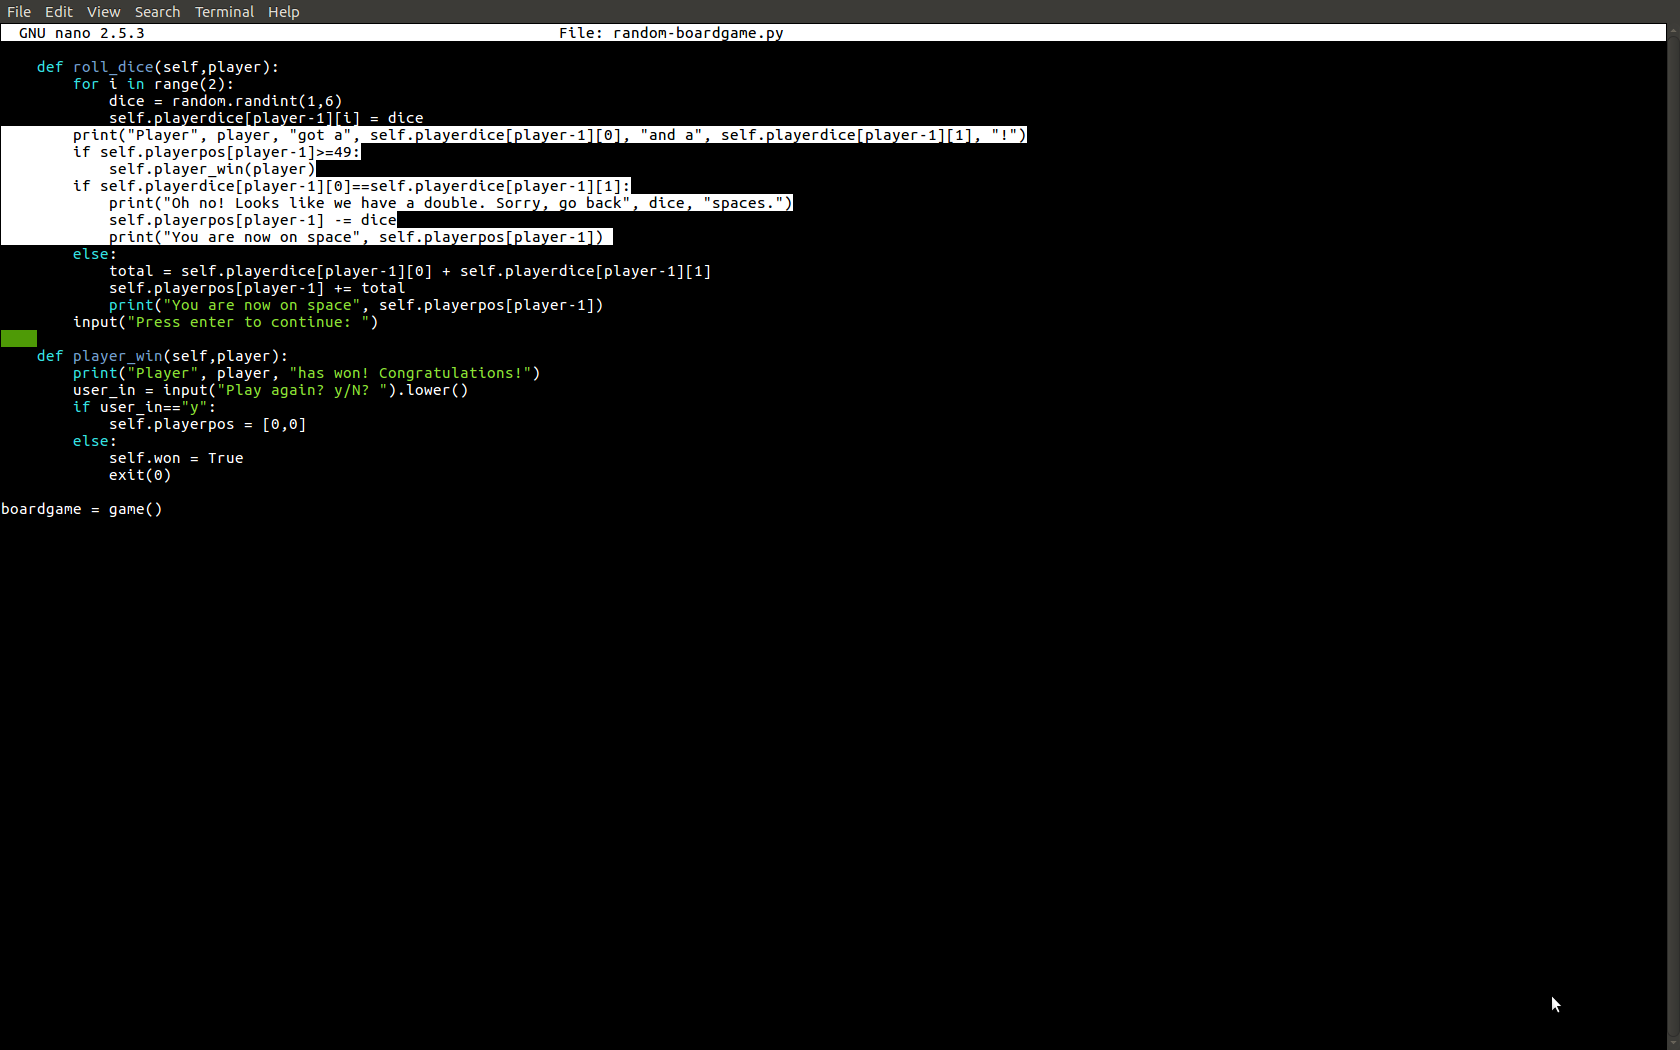 File Edit View Search Terminal Help
GNU nano 2.5.3 File: random-boardgame.py
    def roll_dice(self,player):
        for i in range(2):
            dice = random.randint(1,6)
            self.playerdice[player-1][i] = dice
        print("Player", player, "got a", self.playerdice[player-1][0], "and a", self.playerdice[player-1][1], "!")
        if self.playerpos[player-1]>=49:
            self.player_win(player)
        if self.playerdice[player-1][0]==self.playerdice[player-1][1]:
            print("Oh no! Looks like we have a double. Sorry, go back", dice, "spaces.")
            self.playerpos[player-1] -= dice
            print("You are now on space", self.playerpos[player-1])
        else:
            total = self.playerdice[player-1][0] + self.playerdice[player-1][1]
            self.playerpos[player-1] += total
            print("You are now on space", self.playerpos[player-1])
        input("Press enter to continue: ")
    def player_win(self,player):
        print("Player", player, "has won! Congratulations!")
        user_in = input("Play again? y/N? ").lower()
        if user_in=="y":
            self.playerpos = [0,0]
        else:
            self.won = True
            exit(0)
boardgame = game()